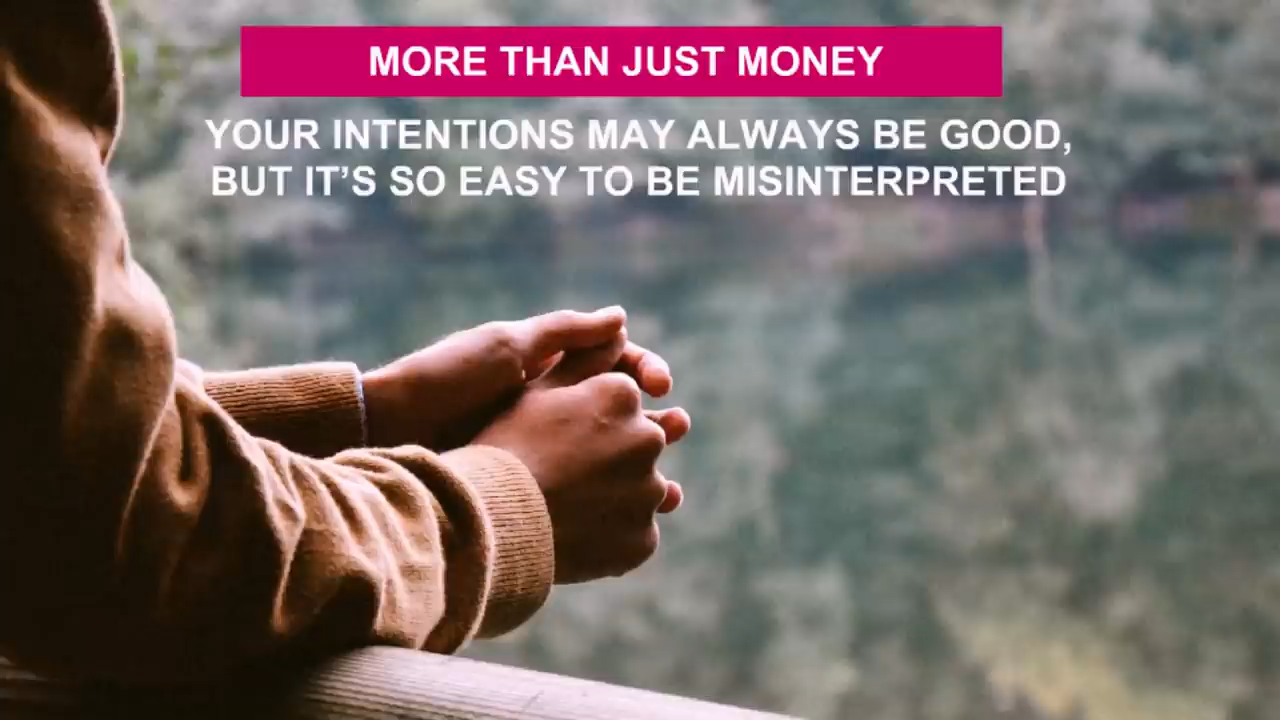 MORE THAN JUST MONEY
YOUR INTENTIONS MAY ALWAYS BE GOOD,
BUT IT’S SO EASY TO BE MISINTERPRETED